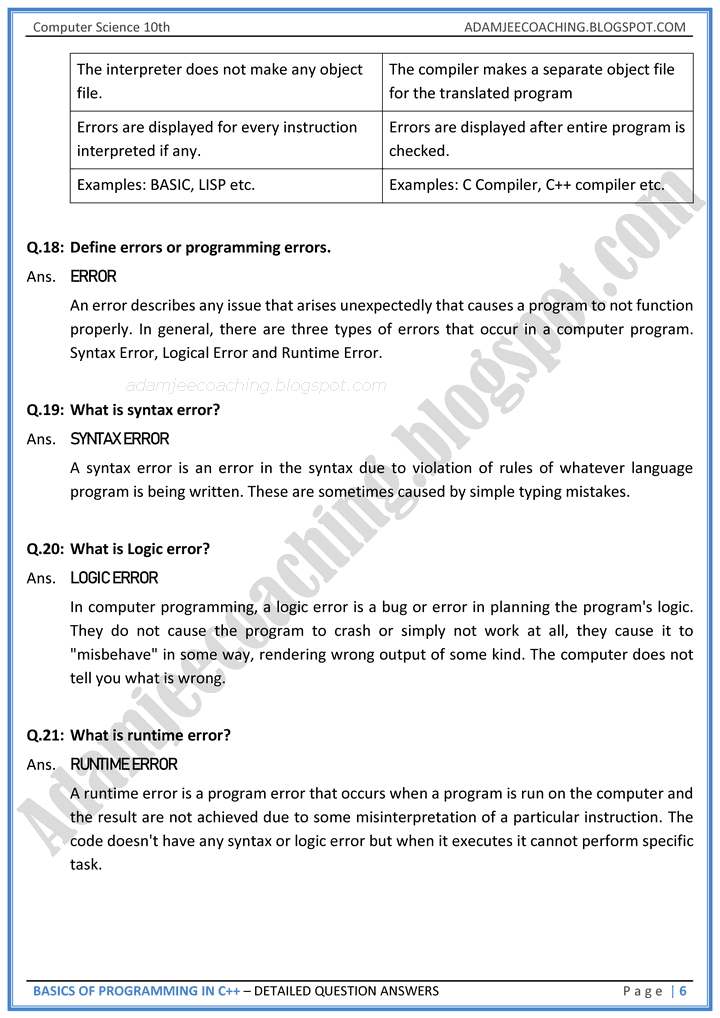 Computer Science 10th ADAMJEECOACHING.BLOGSPOT.COM
The interpreter does not make any object
file.
The compiler makes a separate object file
for the translated program
Errors are displayed for every instruction
interpreted if any.
Errors are displayed after entire program is
checked.
Examples: BASIC, LISP etc.
Examples: C Compiler, C++ compiler etc.
Q.18: Define errors or programming errors.
Ans. ERROR
An error describes any issue that arises unexpectedly that causes a program to not function
properly. In general, there are three types of errors that occur in a computer program.
Syntax Error, Logical Error and Runtime Error.
adamjeecoaching.blogspot.com
Q.19: What is syntax error?
Ans. SYNTAX ERROR
A syntax error is an error in the syntax due to violation of rules of whatever language
program is being written. These are sometimes caused by simple typing mistakes.
Q.20: What is Logic error?
Ans. LOGIC ERROR
In computer programming, a logic error is a bug or error in planning the program's logic.
They do not cause the program to crash or simply not work at all, they cause it to
"misbehave" in some way, rendering wrong output of some kind. The computer does not
tell you what is wrong.
Q.21: What is runtime error?
Ans. RUNTIME ERROR
A runtime error is a program error that occurs when a program is run on the computer and
the result are not achieved due to some misinterpretation of a particular instruction. The
code doesn't have any syntax or logic error but when it executes it cannot perform specific
task.
Adamjeecoaching.blogspot.com
BASICS OF PROGRAMMING IN C++ – DETAILED QUESTION ANSWERS Page | 6